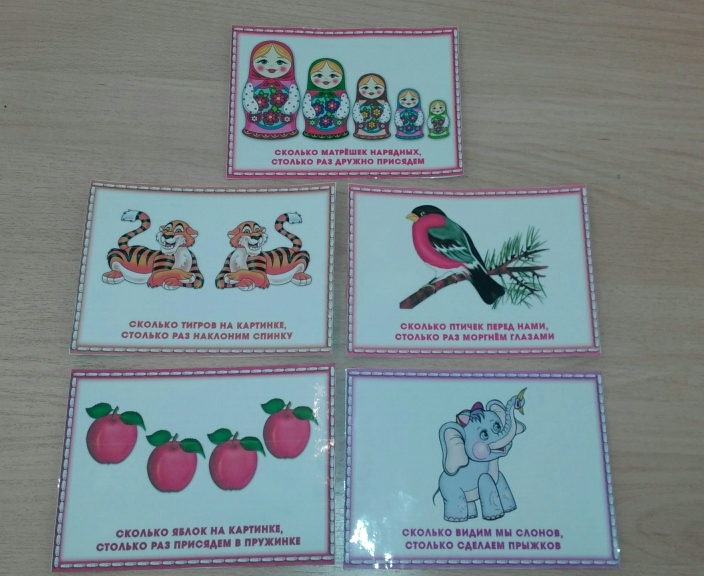 СКОЛЬКО МАТРЁШЕК НАРЯДНЫХ,
СТОЛЬКО РАЗ ДРУЖНО ПРИСЯДЕМ
СКОЛЬКО ТИГРОВ НА КАРТИНКЕ,
СТОЛЬКО РАЗ НАКЛОНИМ СПИНКУ
СКОЛЬКО ПТИЧЕК ПЕРЕД НАМИ,
СТОЛЬКО РАЗ МОРГНЁМ ГЛАЗАМИ
СКОЛЬКО ЯБЛОК НА КАРТИНКЕ,
СТОЛЬКО РАЗ ПРИСЯДЕМ В ПРУЖИНКЕ
СКОЛЬКО ВИДИМ МЫ СЛОНОВ,
СТОЛЬКО СДЕЛАЕМ ПРЫЖКОВ